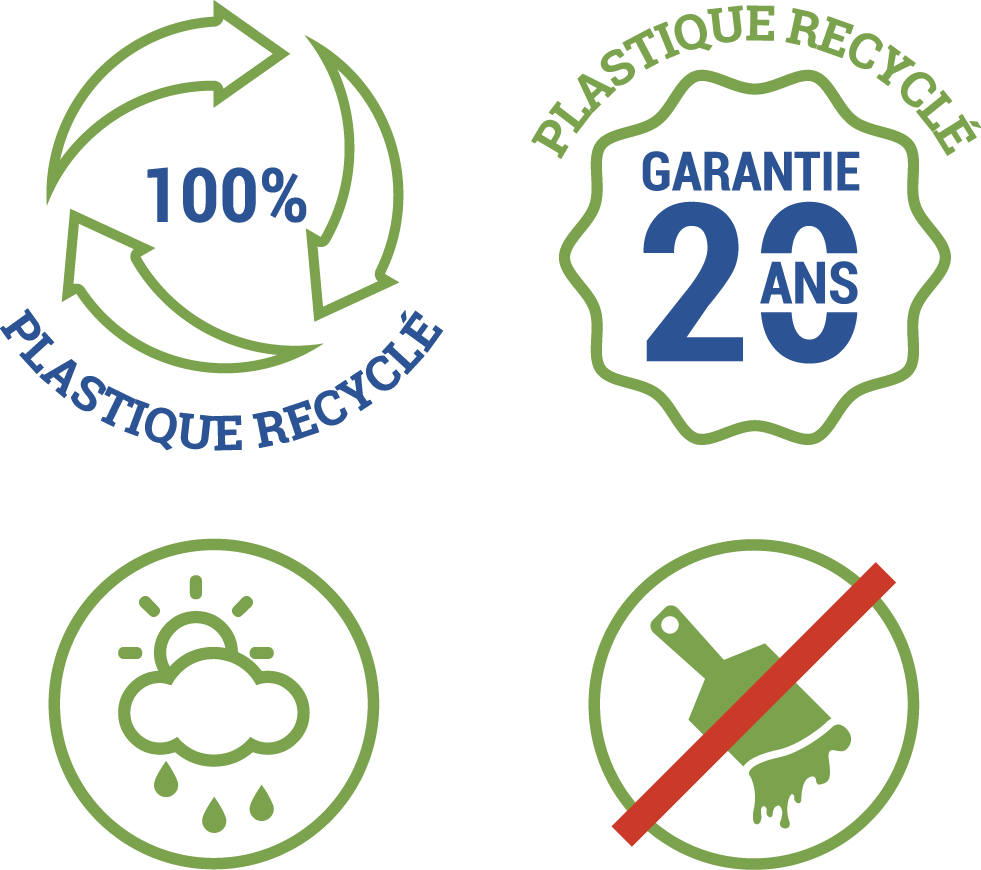 100%
PLASTIQUE RECYCLÉ
PLASTIQUE RECYCLÉ
GARANTIE
20
ANS